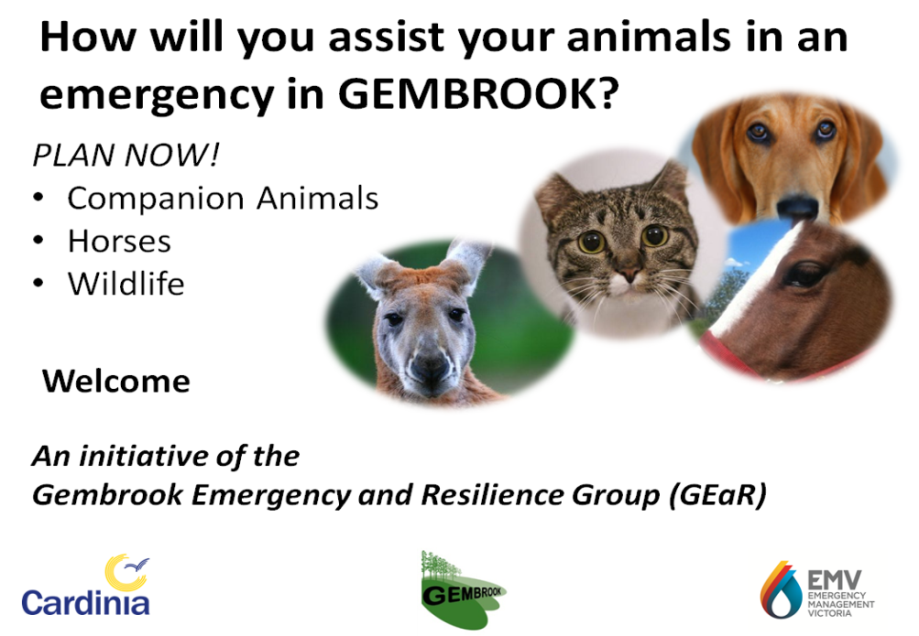 How will you assist your animals in an
emergency in GEMBROOK?
PLAN NOW!
• Companion Animals
• Horses
• Wildlife
Welcome
An initiative of the
Gembrook Emergency and Resilience Group (GEaR)
Cardinia
GEMBROOK
EMV
EMERGENCY
MANAGEMENT
VICTORIA